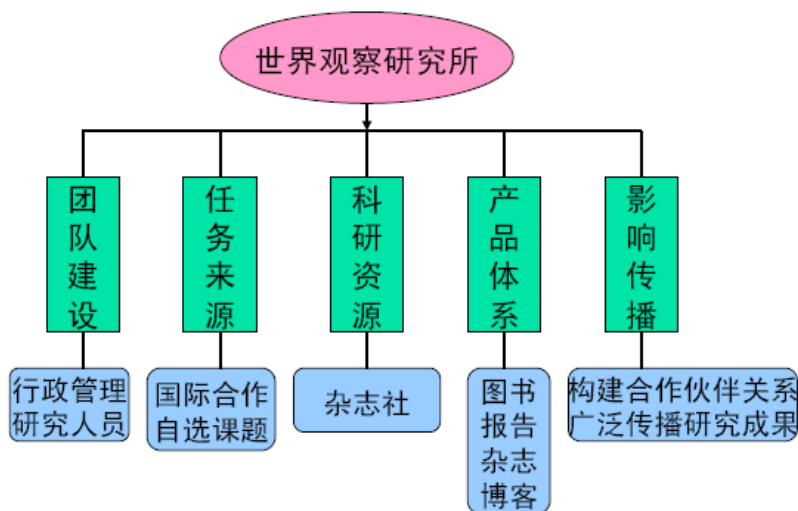 世界观察研究所
团队建设
任务来源
科研资源
产品体系
影响传播
行政管理
研究人员
国际合作
自选课题
杂志社
图书
报告
杂志
博客
构建合作伙伴关系
广泛传播研究成果